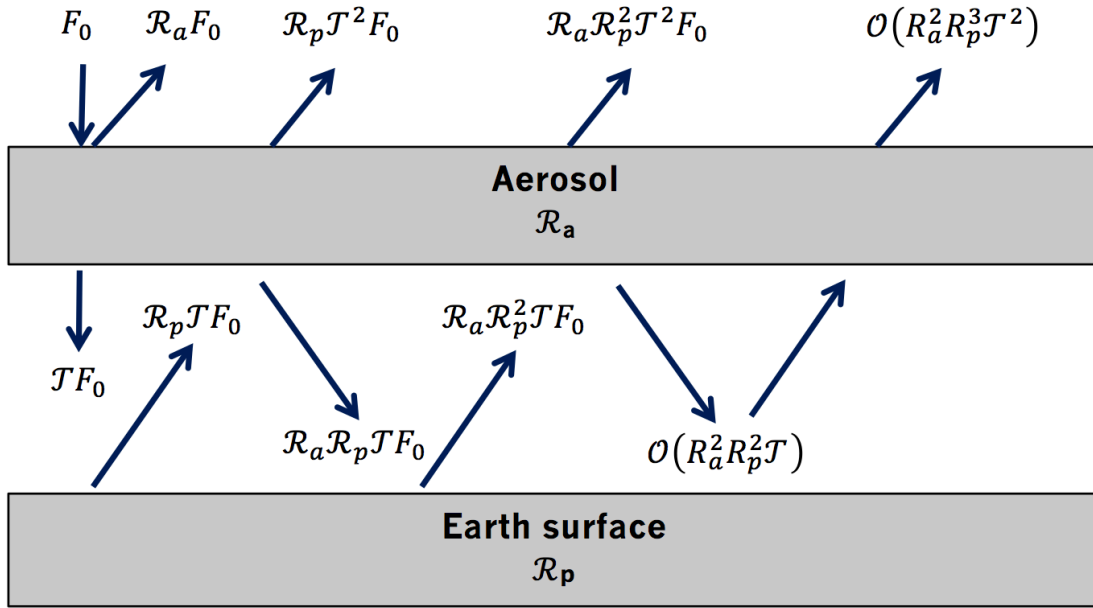 F₀ ℛₐF₀ ℛₚ𝒯²F₀ ℛₐℛₚ²𝒯²F₀ 𝒪(Rₐ²Rₚ³𝒯²)
Aerosol
ℛₐ
ℛₚ𝒯F₀ ℛₐℛₚ²𝒯F₀
𝒯F₀
ℛₐℛₚ𝒯F₀ 𝒪(Rₐ²Rₚ²𝒯)
Earth surface
ℛₚ